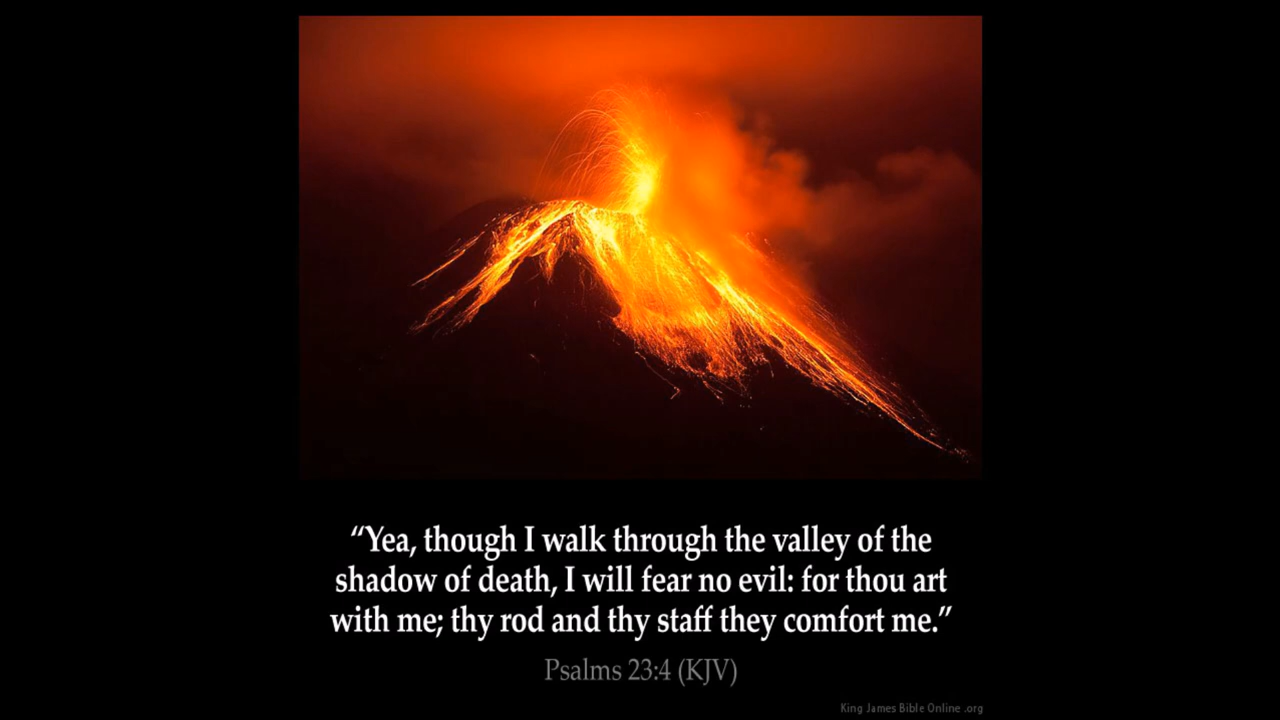 “Yea, though I walk through the valley of the
shadow of death, I will fear no evil: for thou art
with me; thy rod and thy staff they comfort me.”
Psalms 23:4 (KJV)
King James Bible Online .org